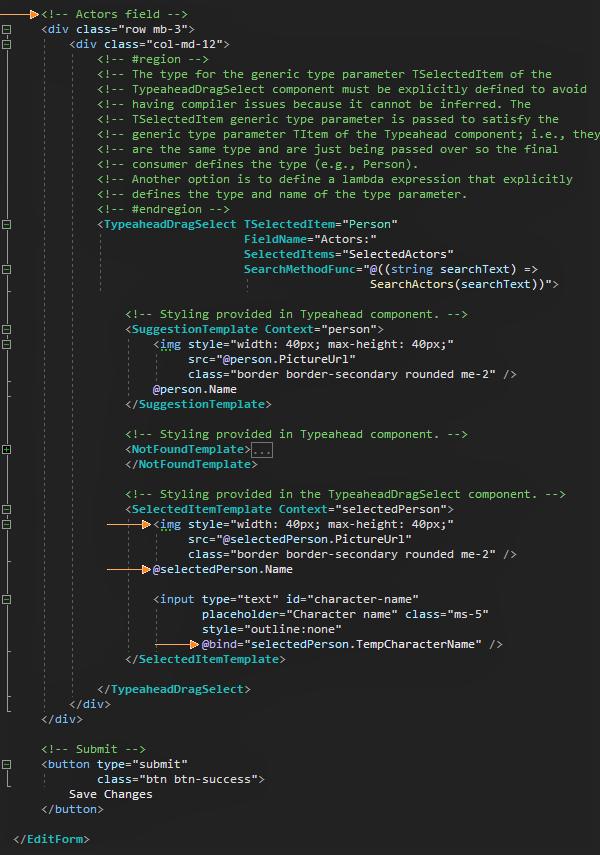 <!-- Actors field -->
<div class="row mb-3">
<div class="col-md-12">
<!-- #region -->
<!-- The type for the generic type parameter TSelectedItem of the
<!-- TypeaheadDragSelect component must be explicitly defined to avoid
<!-- having compiler issues because it cannot be inferred. The
<!-- TSelectedItem generic type parameter is passed to satisfy the
<!-- generic type parameter TItem of the Typeahead component; i.e., they
<!-- are the same type and are just being passed over so the final
<!-- consumer defines the type (e.g., Person).
<!-- Another option is to define a lambda expression that explicitly
<!-- defines the type and name of the type parameter.
<!-- #endregion -->
<TypeaheadDragSelect TSelectedItem="Person"
FieldName="Actors:"
SelectedItems="SelectedActors"
SearchMethodFunc="@((string searchText) =>
SearchActors(searchText))">
<!-- Styling provided in Typeahead component. -->
<SuggestionTemplate Context="person">
<img style="width: 40px; max-height: 40px;"
src="@person.PictureUrl"
class="border border-secondary rounded me-2" />
@person.Name
</SuggestionTemplate>
<!-- Styling provided in Typeahead component. -->
<NotFoundTemplate>...
</NotFoundTemplate>
<!-- Styling provided in the TypeaheadDragSelect component. -->
<SelectedItemTemplate Context="selectedPerson">
<img style="width: 40px; max-height: 40px;"
src="@selectedPerson.PictureUrl"
class="border border-secondary rounded me-2" />
@selectedPerson.Name
<input type="text" id="character-name"
placeholder="Character name" class="ms-5"
style="outline:none"
@bind="selectedPerson.TempCharacterName" />
</SelectedItemTemplate>
</TypeaheadDragSelect>
</div>
</div>
<!-- Submit -->
<button type="submit"
class="btn btn-success">
Save Changes
</button>
</EditForm>